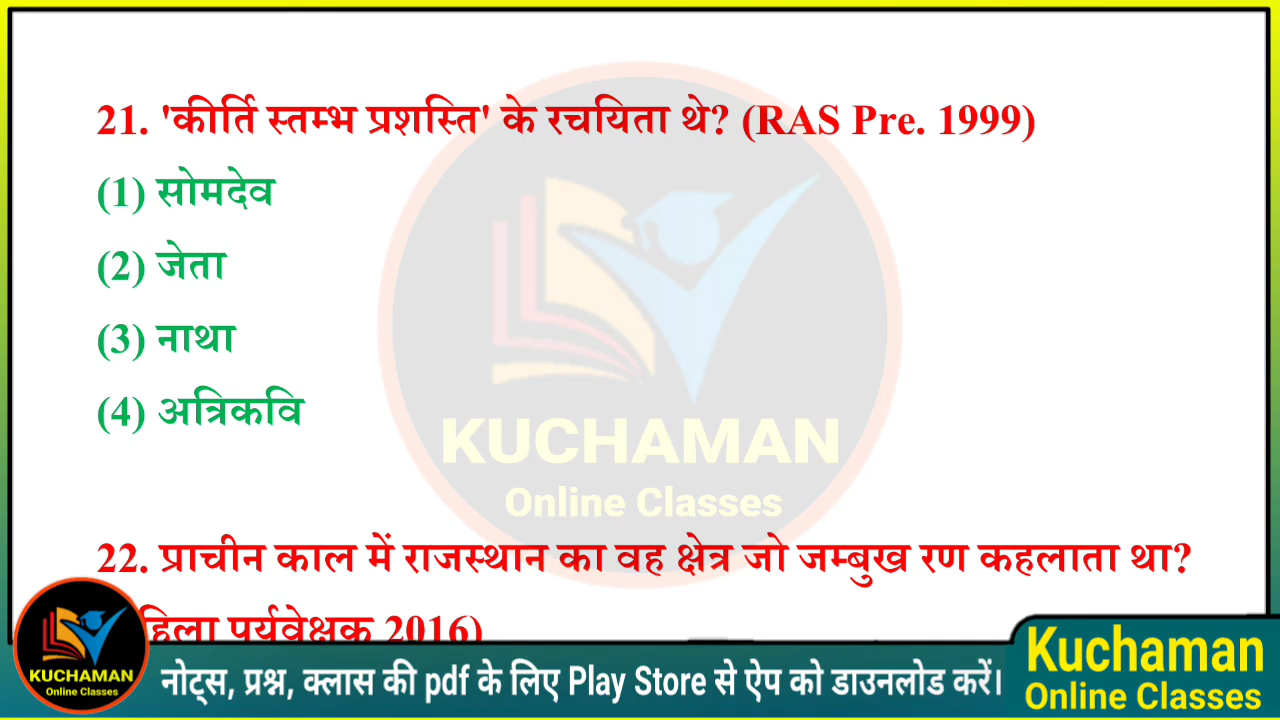 21. 'कीर्ति स्तम्भ प्रशस्ति' के रचयिता थे? (RAS Pre. 1999)
(1) सोमदेव
(2) जेता
(3) नाथा
(4) अत्रिकवि
KUCHAMAN
Online Classes
22. प्राचीन काल में राजस्थान का वह क्षेत्र जो जम्बुख रण कहलाता था?
पर्यवेक्षक 2016)
KUCHAMAN
Online Classes
नोट्स, प्रश्न, क्लास की pdf के लिए Play Store से ऐप को डाउनलोड करें।
Kuchaman
Online Classes